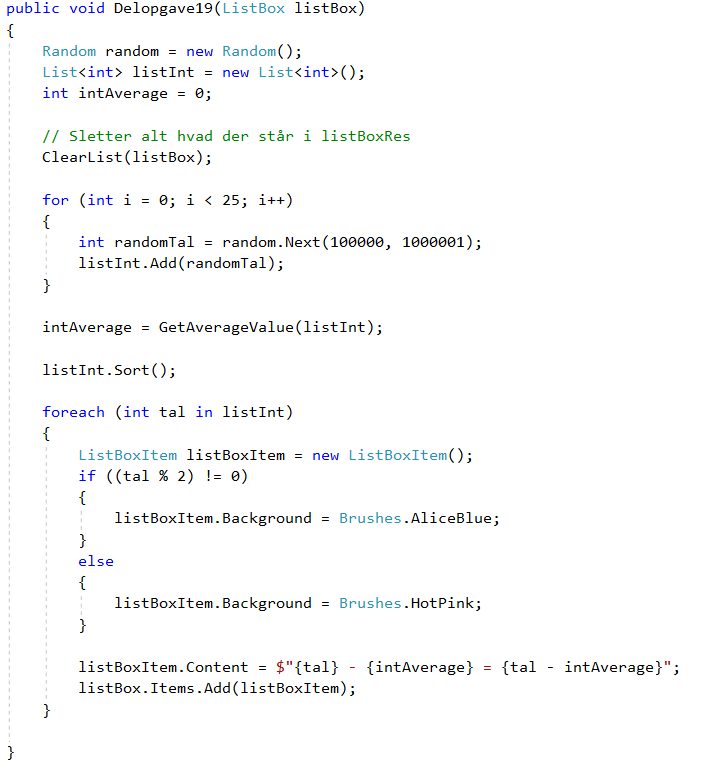 public void Delopgave19(ListBox listBox)
{
    Random random = new Random();
    List<int> listInt = new List<int>();
    int intAverage = 0;

    // Sletter alt hvad der står i listBoxRes
    ClearList(listBox);

    for (int i = 0; i < 25; i++)
    {
        int randomTal = random.Next(100000, 1000001);
        listInt.Add(randomTal);
    }

    intAverage = GetAverageValue(listInt);

    listInt.Sort();

    foreach (int tal in listInt)
    {
        ListBoxItem listBoxItem = new ListBoxItem();
        if ((tal % 2) != 0)
        {
            listBoxItem.Background = Brushes.AliceBlue;
        }
        else
        {
            listBoxItem.Background = Brushes.HotPink;
        }

        listBoxItem.Content = $"{tal} - {intAverage} = {tal - intAverage}";
        listBox.Items.Add(listBoxItem);
    }

}